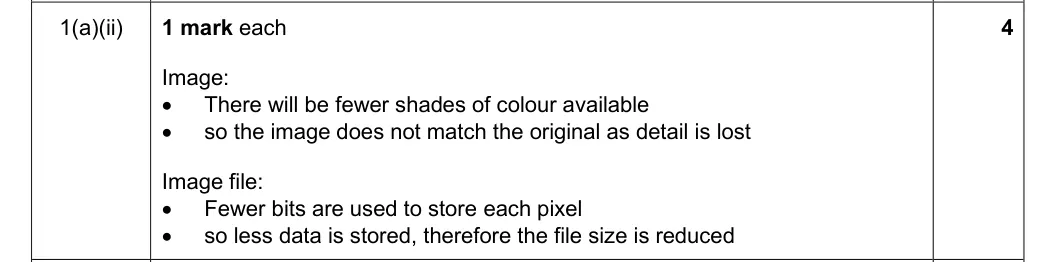 1(a)(ii) 1 mark each 4
Image:
• There will be fewer shades of colour available
• so the image does not match the original as detail is lost
Image file:
• Fewer bits are used to store each pixel
• so less data is stored, therefore the file size is reduced